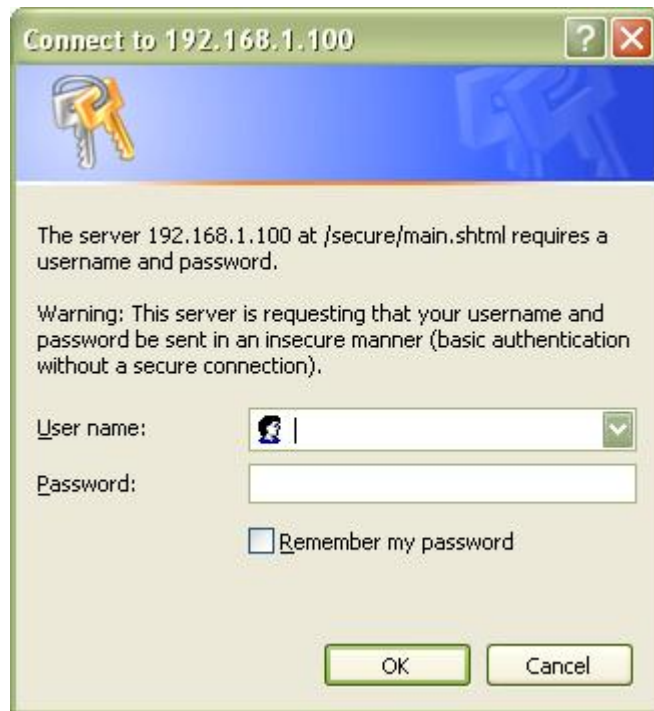 Connect to 192.168.1.100
The server 192.168.1.100 at /secure/main.shtml requires a
username and password.
Warning: This server is requesting that your username and
password be sent in an insecure manner (basic authentication
without a secure connection).
User name:
Password:
Remember my password
OK Cancel